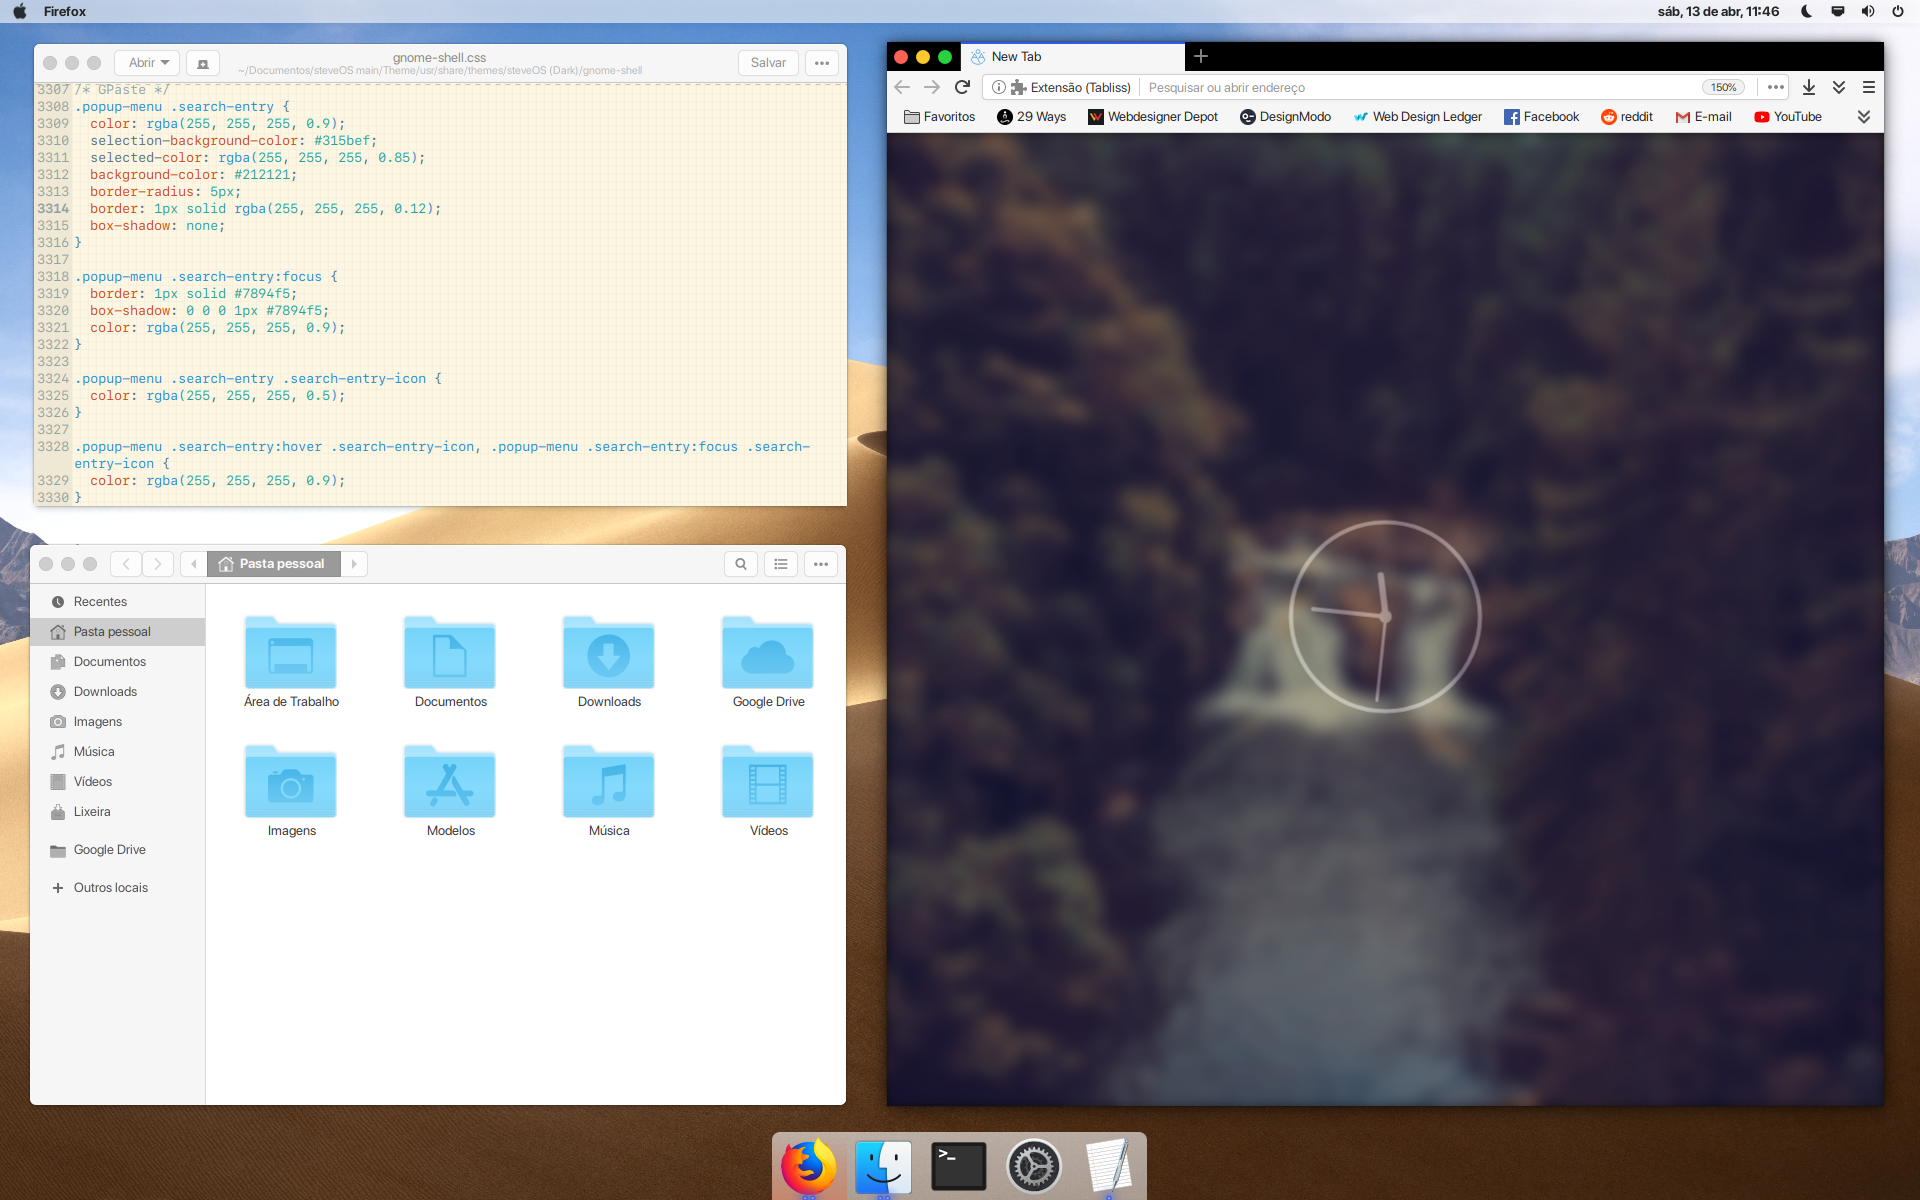 Firefox
sáb, 13 de abr, 11:46
Abrir
gnome-shell.css
~/Documentos/steveOS main/Theme/usr/share/themes/steveOS (Dark)/gnome-shell
Salvar
3307 /* GPaste */
3308 .popup-menu .search-entry {
3309 color: rgba(255, 255, 255, 0.9);
3310 selection-background-color: #315bef;
3311 selected-color: rgba(255, 255, 255, 0.85);
3312 background-color: #212121;
3313 border-radius: 5px;
3314 border: 1px solid rgba(255, 255, 255, 0.12);
3315 box-shadow: none;
3316 }
3317
3318 .popup-menu .search-entry:focus {
3319 border: 1px solid #7894f5;
3320 box-shadow: 0 0 0 1px #7894f5;
3321 color: rgba(255, 255, 255, 0.9);
3322 }
3323
3324 .popup-menu .search-entry .search-entry-icon {
3325 color: rgba(255, 255, 255, 0.5);
3326 }
3327
3328 .popup-menu .search-entry:hover .search-entry-icon, .popup-menu .search-entry:focus .search-
entry-icon {
3329 color: rgba(255, 255, 255, 0.9);
3330 }
Pasta pessoal
Recentes
Pasta pessoal
Documentos
Downloads
Imagens
Música
Vídeos
Lixeira
Google Drive
Outros locais
Área de Trabalho
Documentos
Downloads
Google Drive
Imagens
Modelos
Música
Vídeos
New Tab
Extensão (Tabliss)
Pesquisar ou abrir endereço
150%
Favoritos
29 Ways
Webdesigner Depot
DesignModo
Web Design Ledger
Facebook
reddit
E-mail
YouTube
>_